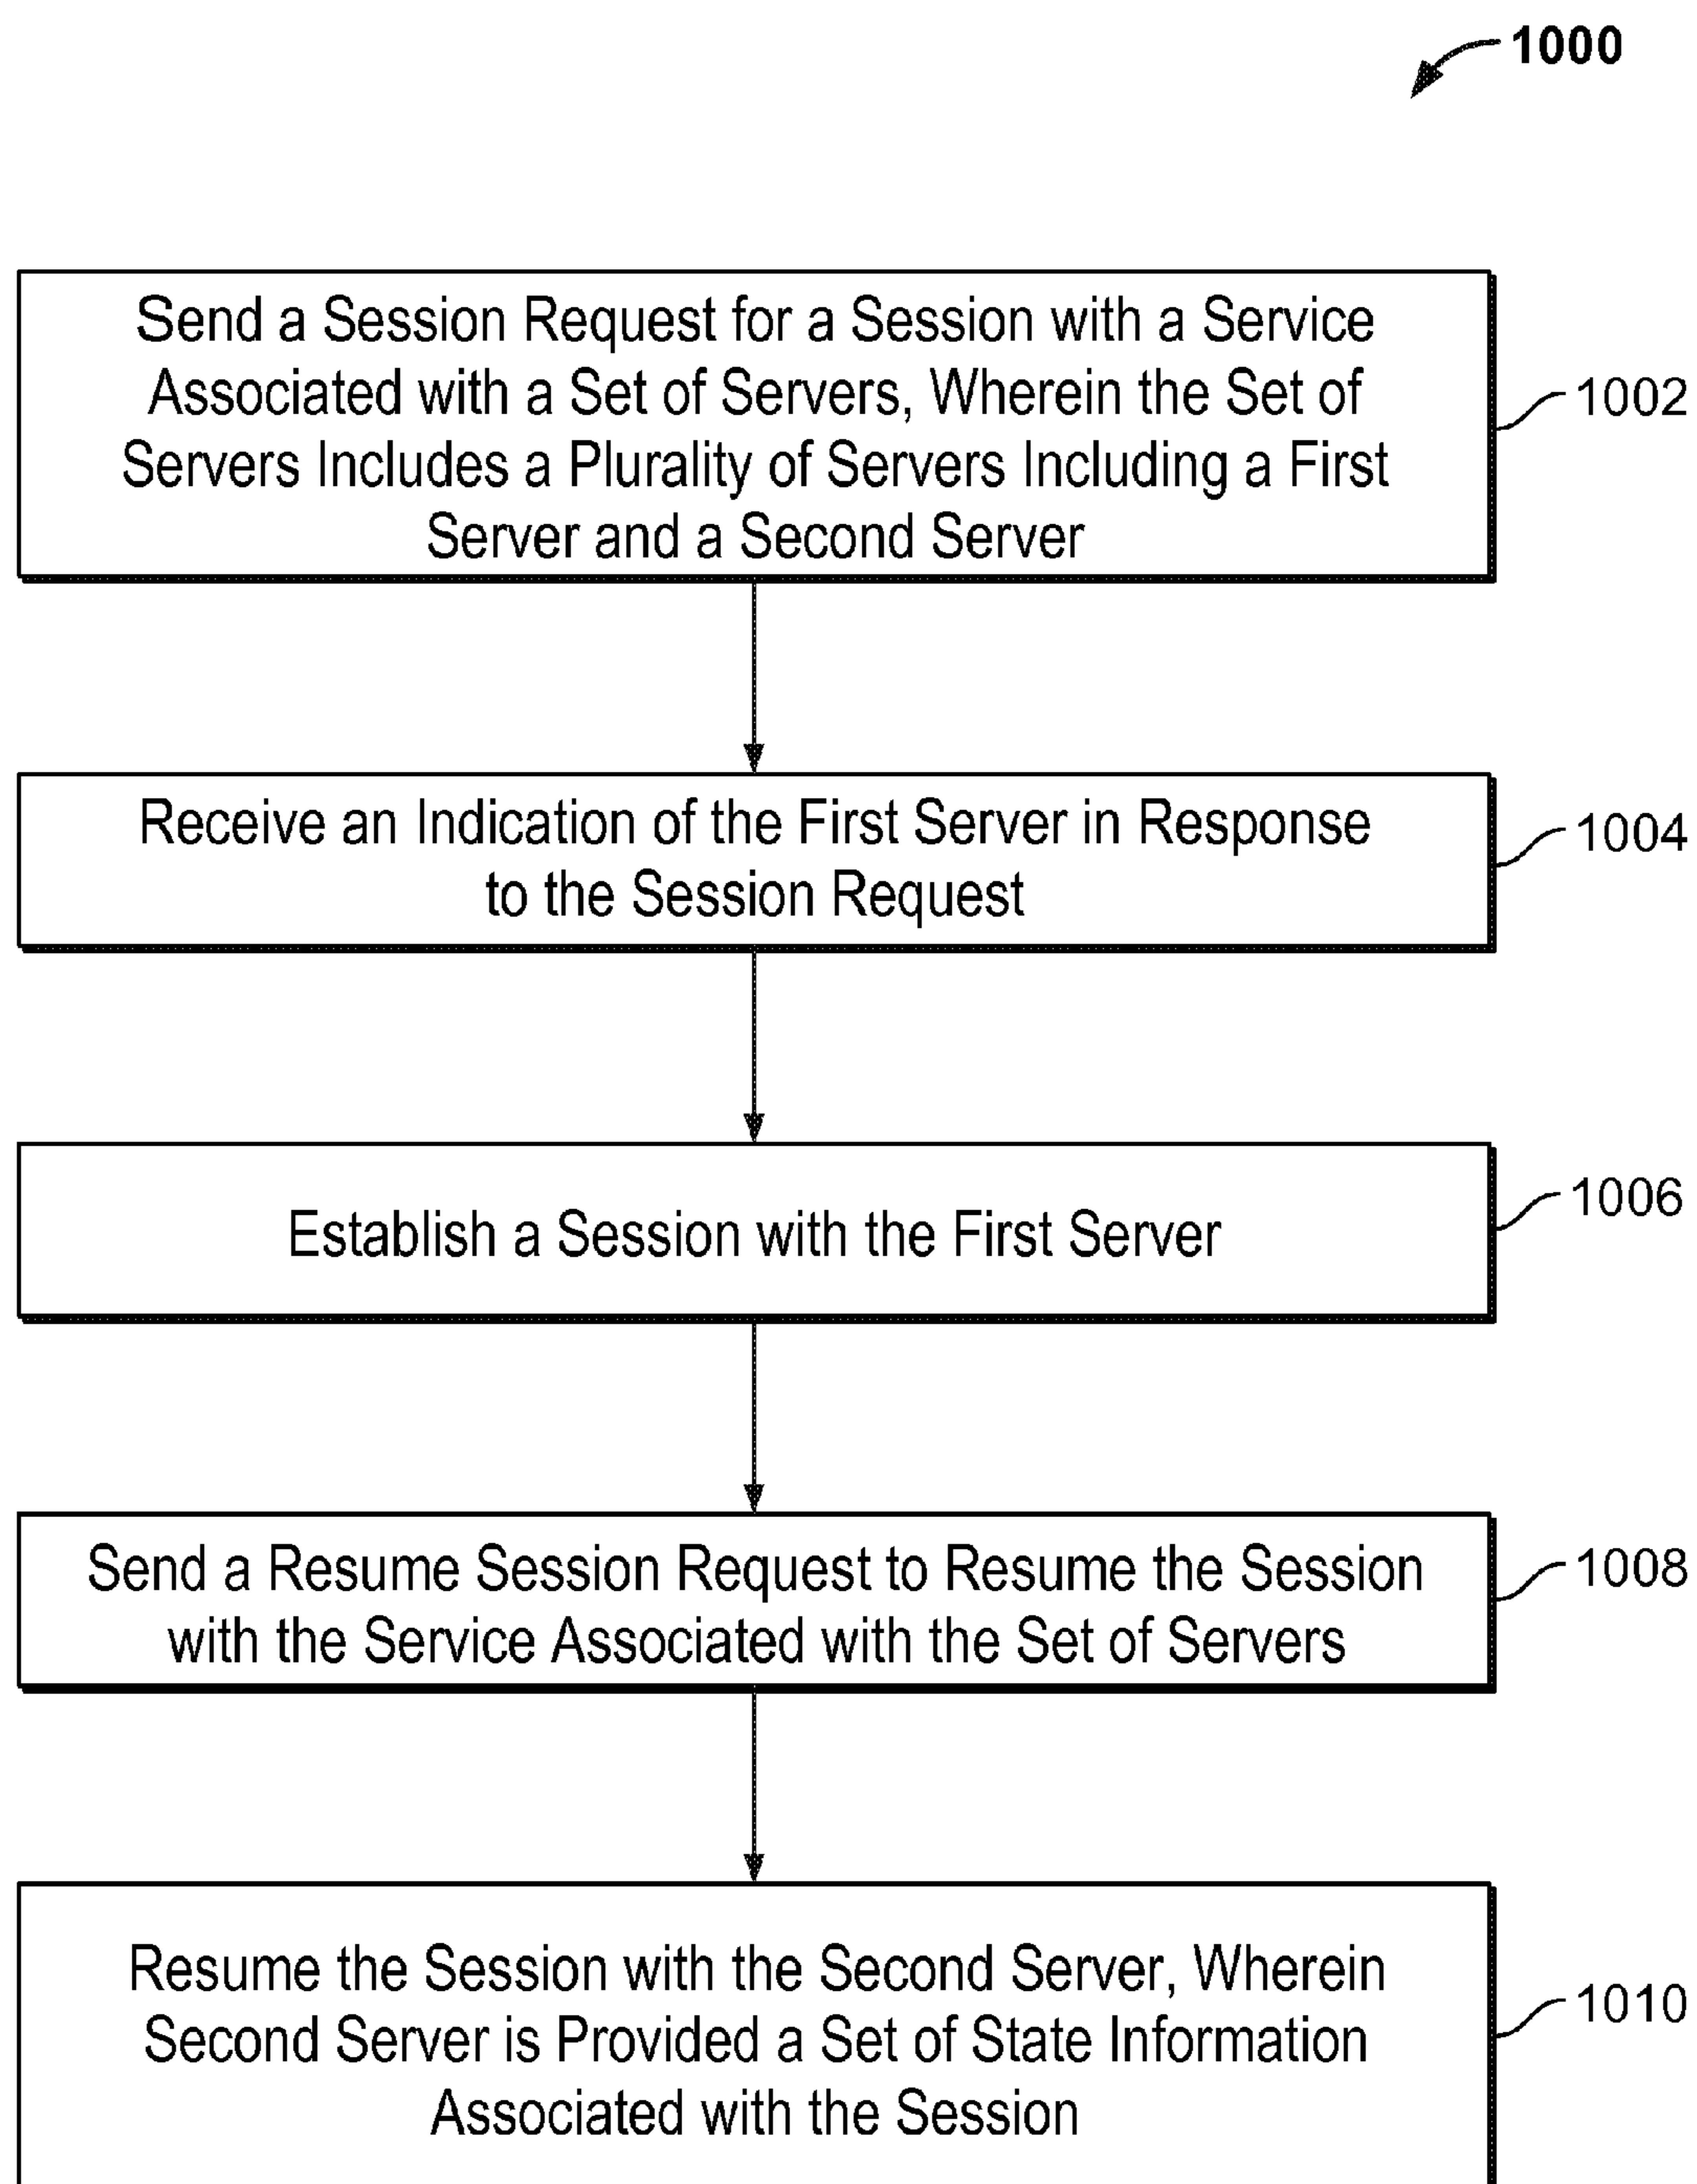 1000
Send a Session Request for a Session with a Service
Associated with a Set of Servers, Wherein the Set of
Servers Includes a Plurality of Servers Including a First
Server and a Second Server
1002
Receive an Indication of the First Server in Response
to the Session Request
1004
Establish a Session with the First Server
1006
Send a Resume Session Request to Resume the Session
with the Service Associated with the Set of Servers
1008
Resume the Session with the Second Server, Wherein
Second Server is Provided a Set of State Information
Associated with the Session
1010